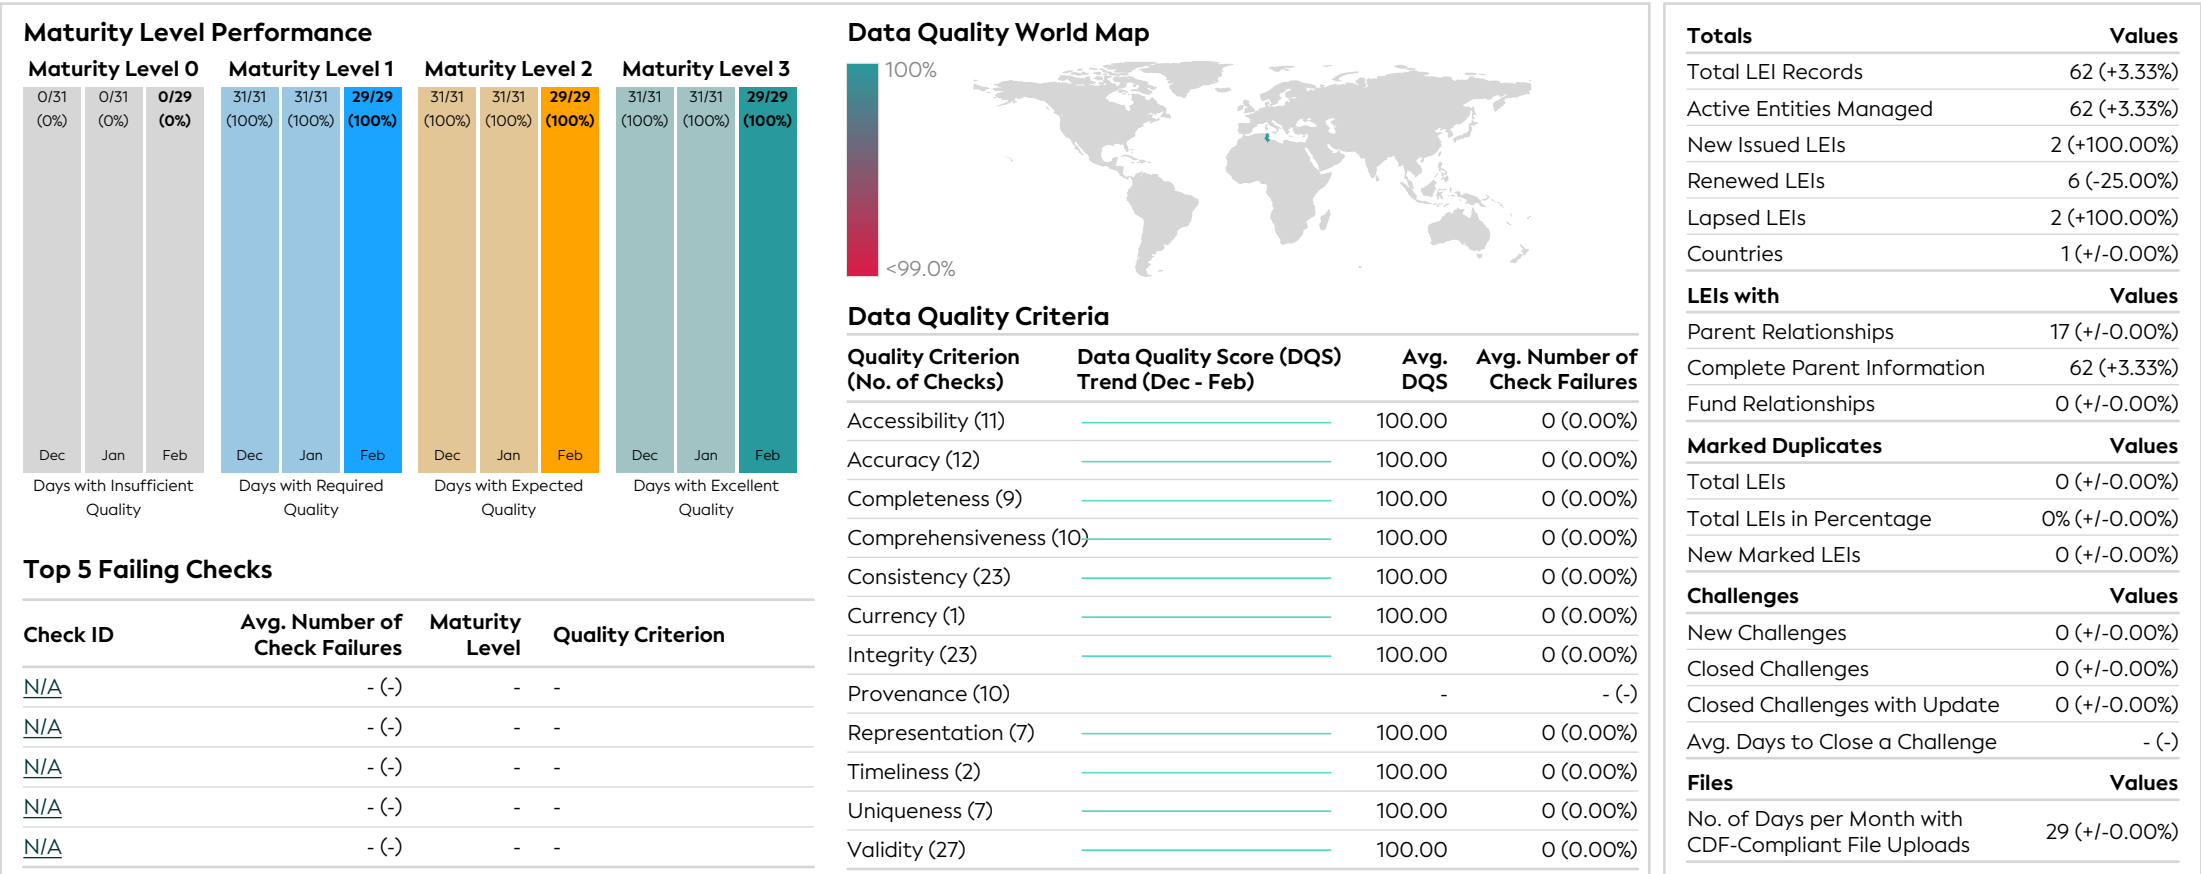 Maturity Level Performance
Maturity Level 0 Maturity Level 1 Maturity Level 2 Maturity Level 3
0/31 0/31 0/29 31/31 31/31 29/29 31/31 31/31 29/29 31/31 31/31 29/29
(0%) (0%) (0%) (100%) (100%) (100%) (100%) (100%) (100%) (100%) (100%) (100%)
Dec Jan Feb Dec Jan Feb Dec Jan Feb Dec Jan Feb
Days with Insufficient Days with Required Days with Expected Days with Excellent
Quality Quality Quality Quality
Top 5 Failing Checks
Avg. Number of Maturity
Check ID Quality Criterion
Check Failures Level
N/A - (-) - -
N/A - (-) - -
N/A - (-) - -
N/A - (-) - -
N/A - (-) - -
Data Quality World Map
100%
<99.0%
Data Quality Criteria
Quality Criterion Data Quality Score (DQS) Avg. Avg. Number of
(No. of Checks) Trend (Dec - Feb) DQS Check Failures
Accessibility (11) 100.00 0 (0.00%)
Accuracy (12) 100.00 0 (0.00%)
Completeness (9) 100.00 0 (0.00%)
Comprehensiveness (10) 100.00 0 (0.00%)
Consistency (23) 100.00 0 (0.00%)
Currency (1) 100.00 0 (0.00%)
Integrity (23) 100.00 0 (0.00%)
Provenance (10) - - (-)
Representation (7) 100.00 0 (0.00%)
Timeliness (2) 100.00 0 (0.00%)
Uniqueness (7) 100.00 0 (0.00%)
Validity (27) 100.00 0 (0.00%)
Totals Values
Total LEI Records 62 (+3.33%)
Active Entities Managed 62 (+3.33%)
New Issued LEIs 2 (+100.00%)
Renewed LEIs 6 (-25.00%)
Lapsed LEIs 2 (+100.00%)
Countries 1 (+/-0.00%)
LEIs with Values
Parent Relationships 17 (+/-0.00%)
Complete Parent Information 62 (+3.33%)
Fund Relationships 0 (+/-0.00%)
Marked Duplicates Values
Total LEIs 0 (+/-0.00%)
Total LEIs in Percentage 0% (+/-0.00%)
New Marked LEIs 0 (+/-0.00%)
Challenges Values
New Challenges 0 (+/-0.00%)
Closed Challenges 0 (+/-0.00%)
Closed Challenges with Update 0 (+/-0.00%)
Avg. Days to Close a Challenge - (-)
Files Values
No. of Days per Month with
CDF-Compliant File Uploads 29 (+/-0.00%)